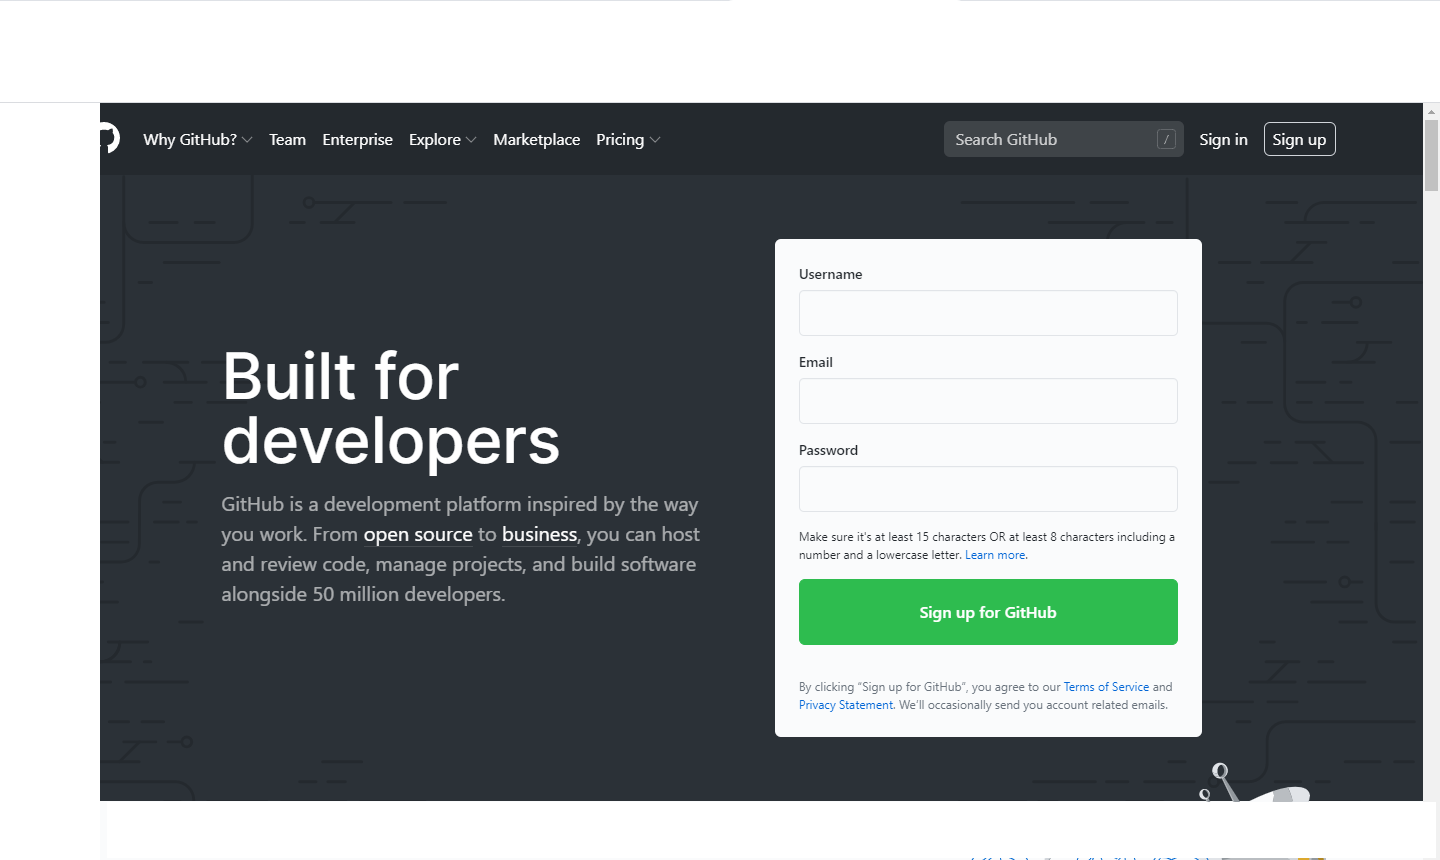 Why GitHub? Team Enterprise Explore Marketplace Pricing Search GitHub / Sign in Sign up
Built for
developers
GitHub is a development platform inspired by the way
you work. From open source to business, you can host
and review code, manage projects, and build software
alongside 50 million developers.
Username
Email
Password
Make sure it's at least 15 characters OR at least 8 characters including a
number and a lowercase letter. Learn more.
Sign up for GitHub
By clicking “Sign up for GitHub”, you agree to our Terms of Service and
Privacy Statement. We’ll occasionally send you account related emails.